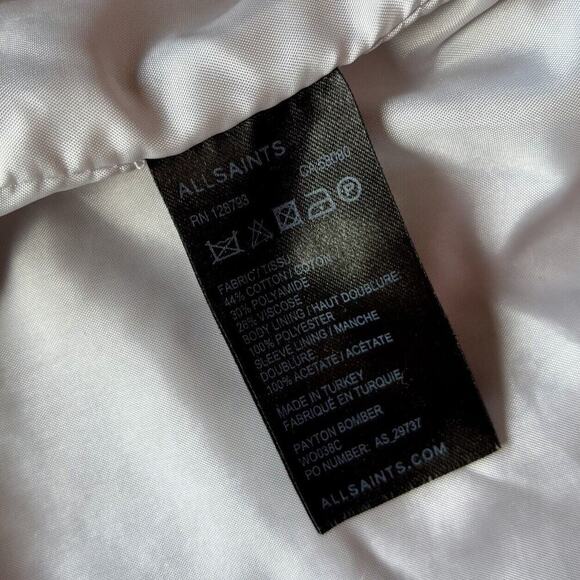 ALLSAINTS
RN 128793
FABRIC / TISSU
44% COTTON / COTON
30% POLYAMIDE
26% VISCOSE
BODY LINING / HAUT DOUBLURE
100% POLYESTER
SLEEVE LINING / MANCHE
DOUBLURE
100% ACETATE / ACÉTATE
MADE IN TURKEY
FABRIQUÉ EN TURQUIE
PAYTON BOMBER
WO038C
PO NUMBER: AS_29737
ALLSAINTS.COM